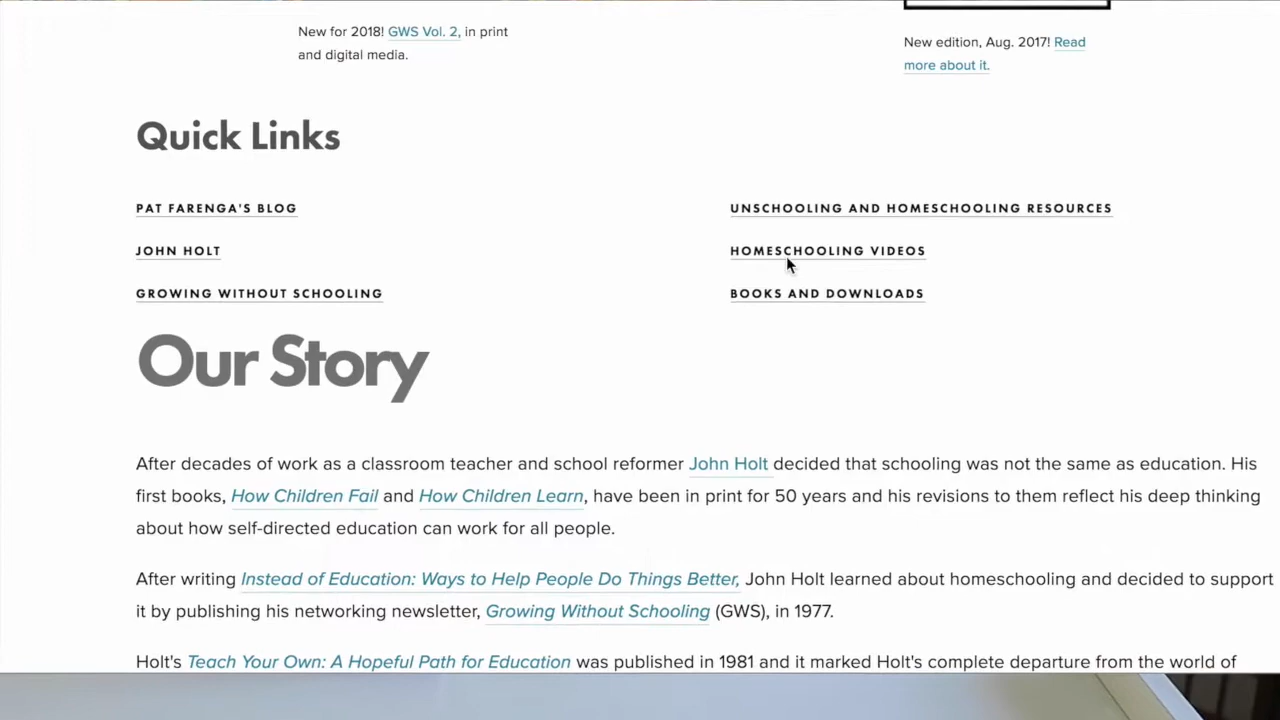 New for 2018! GWS Vol. 2, in print
and digital media.
New edition, Aug. 2017! Read
more about it.
Quick Links
PAT FARENGA'S BLOG
JOHN HOLT
GROWING WITHOUT SCHOOLING
UNSCHOOLING AND HOMESCHOOLING RESOURCES
HOMESCHOOLING VIDEOS
BOOKS AND DOWNLOADS
Our Story
After decades of work as a classroom teacher and school reformer John Holt decided that schooling was not the same as education. His
first books, How Children Fail and How Children Learn, have been in print for 50 years and his revisions to them reflect his deep thinking
about how self-directed education can work for all people.
After writing Instead of Education: Ways to Help People Do Things Better, John Holt learned about homeschooling and decided to support
it by publishing his networking newsletter, Growing Without Schooling (GWS), in 1977.
Holt's Teach Your Own: A Hopeful Path for Education was published in 1981 and it marked Holt's complete departure from the world of